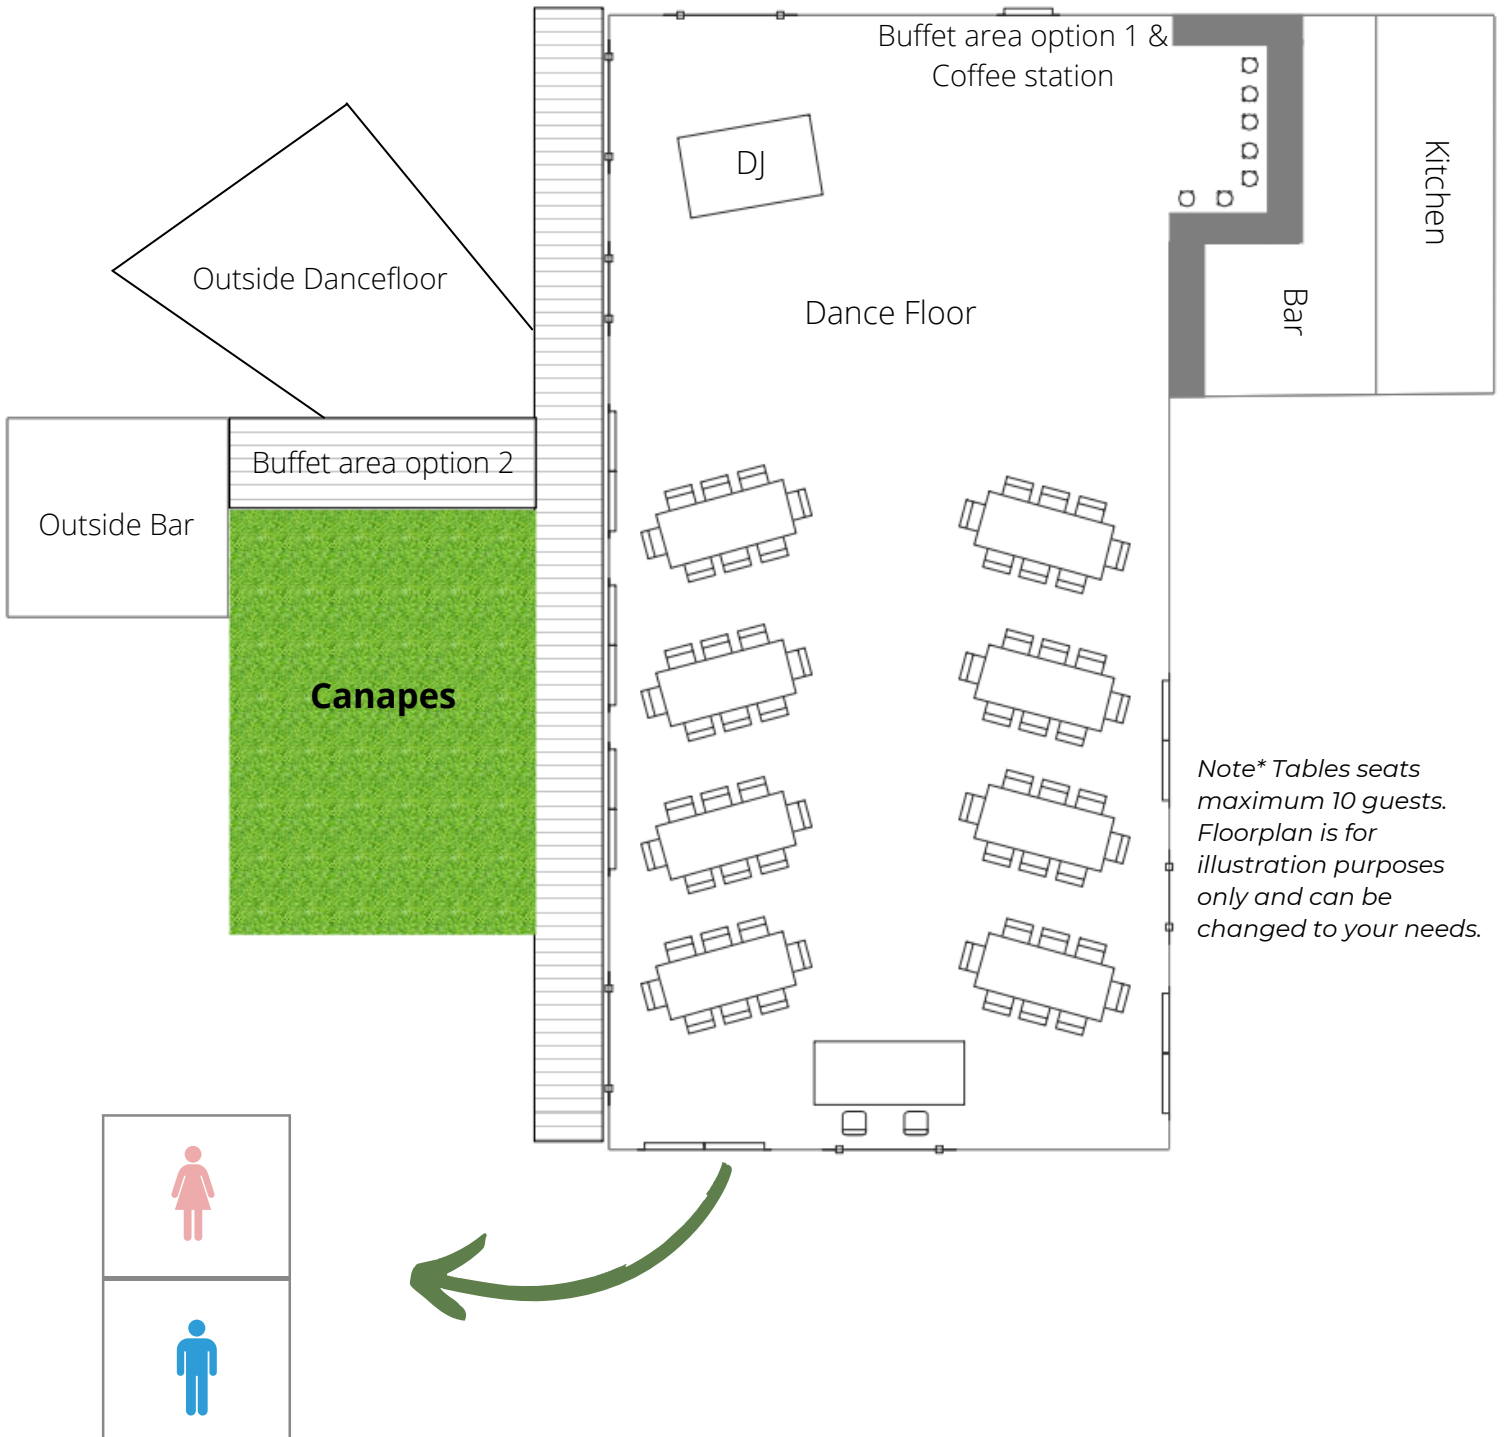 Buffet area option 1 &
Coffee station
DJ
Kitchen
Outside Dancefloor
Dance Floor
Bar
Buffet area option 2
Outside Bar
Canapes
Note* Tables seats
maximum 10 guests.
Floorplan is for
illustration purposes
only and can be
changed to your needs.